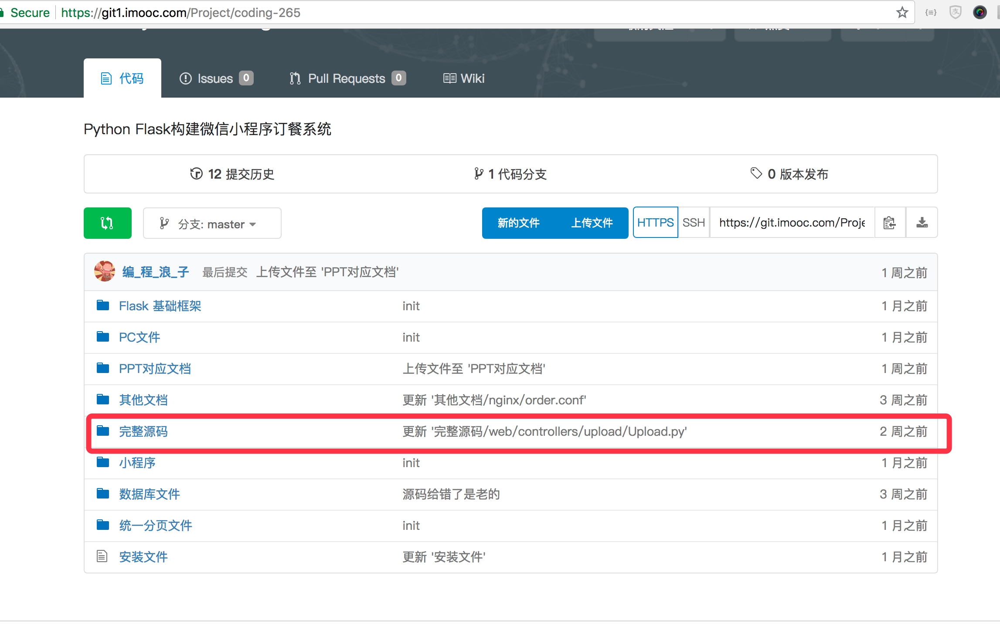 Secure https://git1.imooc.com/Project/coding-265
代码 Issues 0 Pull Requests 0 Wiki
Python Flask构建微信小程序订餐系统
12 提交历史 1 代码分支 0 版本发布
分支: master 新的文件 上传文件 HTTPS SSH https://git.imooc.com/Proje
编_程_浪_子 最后提交 上传文件至 'PPT对应文档' 1 周之前
Flask 基础框架 init 1 月之前
PC文件 init 1 月之前
PPT对应文档 上传文件至 'PPT对应文档' 1 周之前
其他文档 更新 '其他文档/nginx/order.conf' 3 周之前
完整源码 更新 '完整源码/web/controllers/upload/Upload.py' 2 周之前
小程序 init 1 月之前
数据库文件 源码给错了是老的 3 周之前
统一分页文件 init 1 月之前
安装文件 更新 '安装文件' 1 月之前